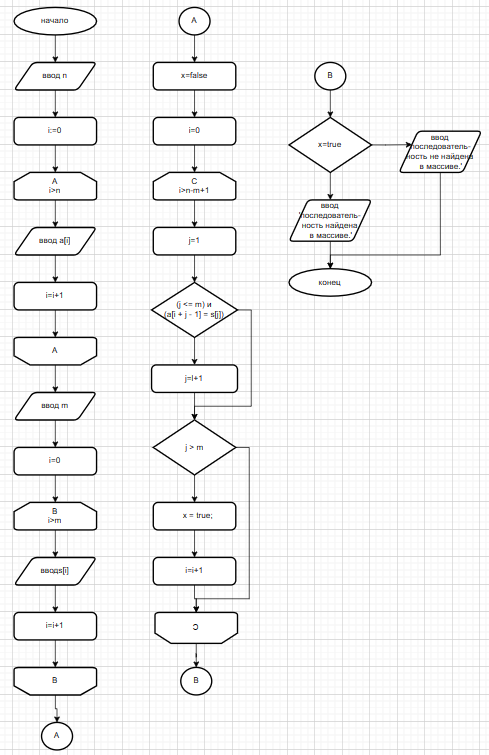 начало
ввод n
i:=0
A
i>n
ввод a[i]
i=i+1
A
ввод m
i=0
B
i>m
вводs[i]
i=i+1
B
A
A
x=false
i=0
C
i>n-m+1
j=1
(j <= m) и
(a[i + j - 1] = s[j])
j=I+1
j > m
x = true;
i=i+1
C
B
B
x=true
ввод
'последователь-
ность не найдена
в массиве.'
ввод
'последователь-
ность найдена
в массиве.'
конец